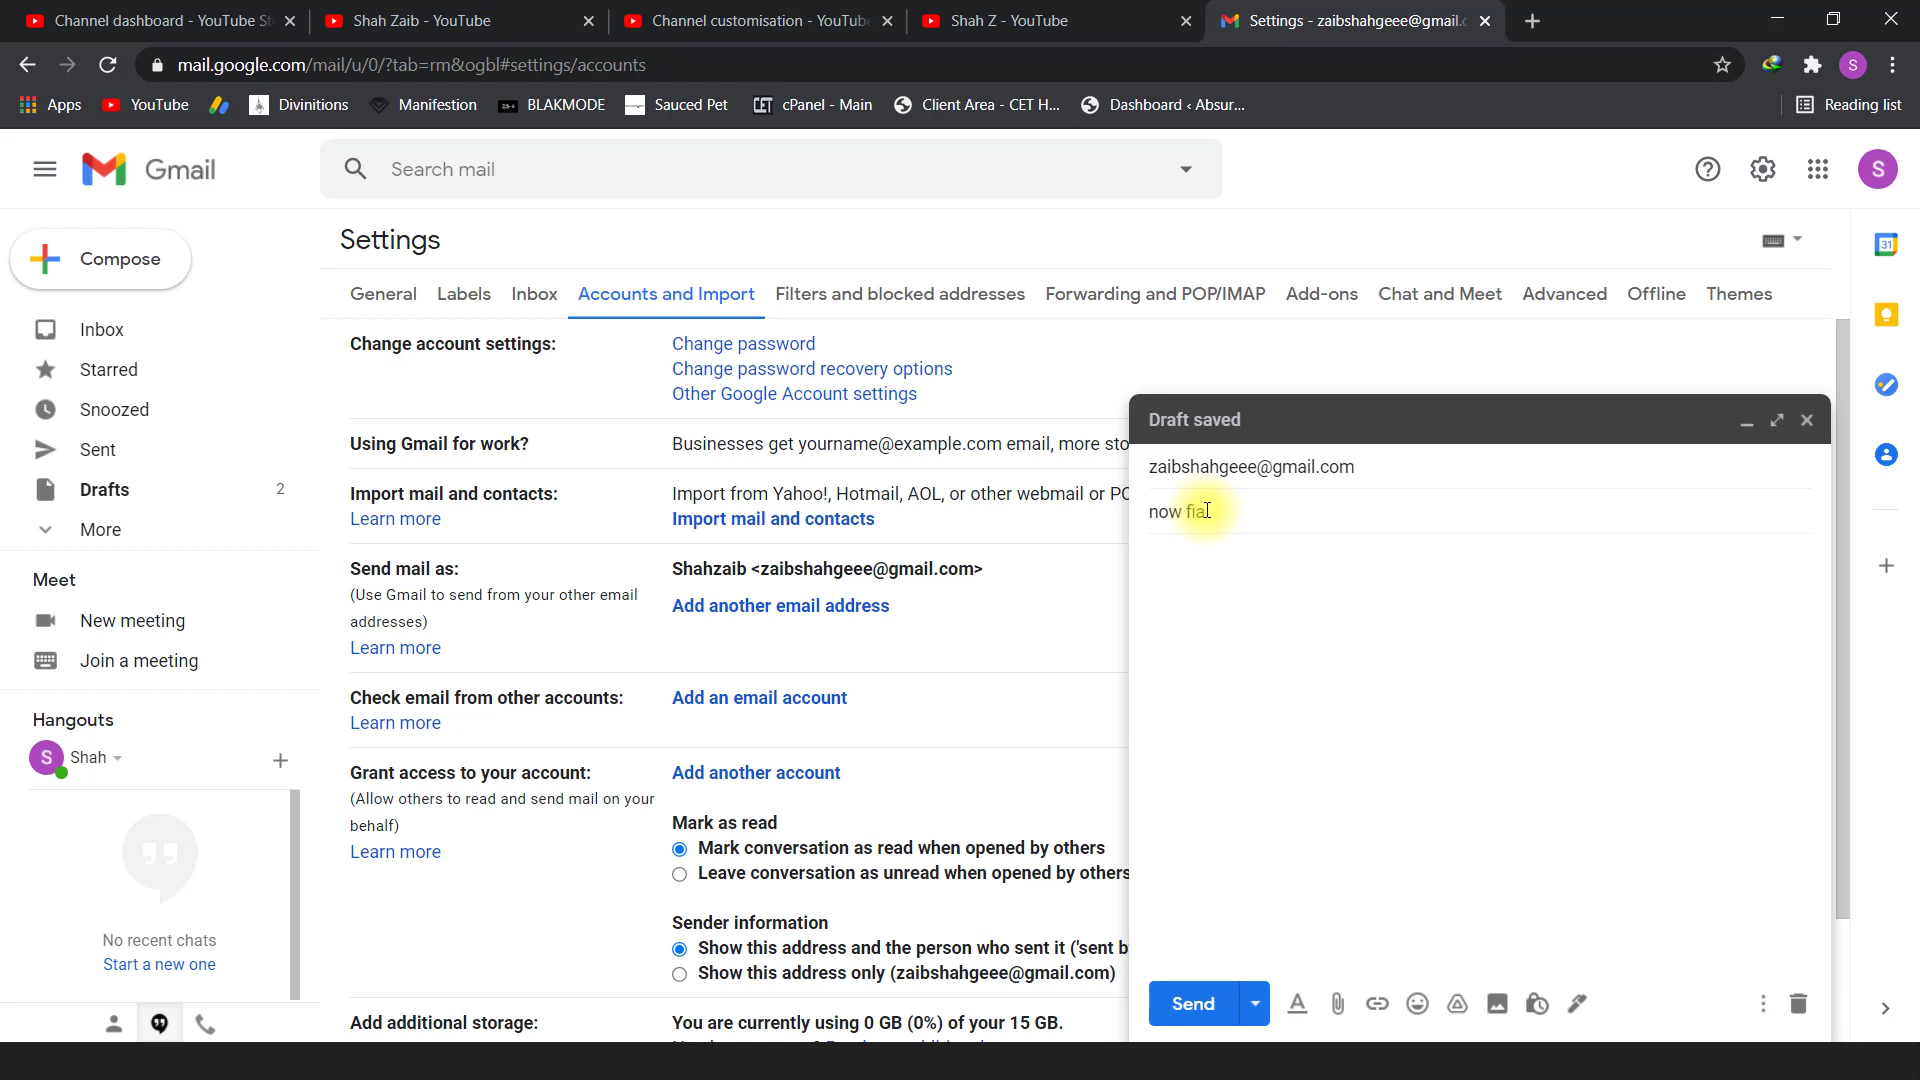 Channel dashboard - YouTube St
Shah Zaib - YouTube
Channel customisation - YouTube
Shah Z - YouTube
Settings - zaibshahgeee@gmail.c
mail.google.com/mail/u/0/?tab=rm&ogbl#settings/accounts
S
Apps
YouTube
Divinitions
Manifestion
BLAKMODE
Sauced Pet
cPanel - Main
Client Area - CET H...
Dashboard ‹ Absur...
Reading list
Gmail
Search mail
S
Compose
Settings
General
Labels
Inbox
Accounts and Import
Filters and blocked addresses
Forwarding and POP/IMAP
Add-ons
Chat and Meet
Advanced
Offline
Themes
Inbox
Starred
Snoozed
Sent
Drafts 2
More
Meet
New meeting
Join a meeting
Hangouts
S Shah
No recent chats
Start a new one
Change account settings:
Change password
Change password recovery options
Other Google Account settings
Using Gmail for work?
Businesses get yourname@example.com email, more sto
Import mail and contacts:
Learn more
Import from Yahoo!, Hotmail, AOL, or other webmail or PO
Import mail and contacts
Send mail as:
(Use Gmail to send from your other email
addresses)
Learn more
Shahzaib <zaibshahgeee@gmail.com>
Add another email address
Check email from other accounts:
Learn more
Add an email account
Grant access to your account:
(Allow others to read and send mail on your
behalf)
Learn more
Add another account
Mark as read
Mark conversation as read when opened by others
Leave conversation as unread when opened by others
Sender information
Show this address and the person who sent it ('sent b
Show this address only (zaibshahgeee@gmail.com)
Add additional storage:
You are currently using 0 GB (0%) of your 15 GB.
Draft saved
zaibshahgeee@gmail.com
now fia
Send
31